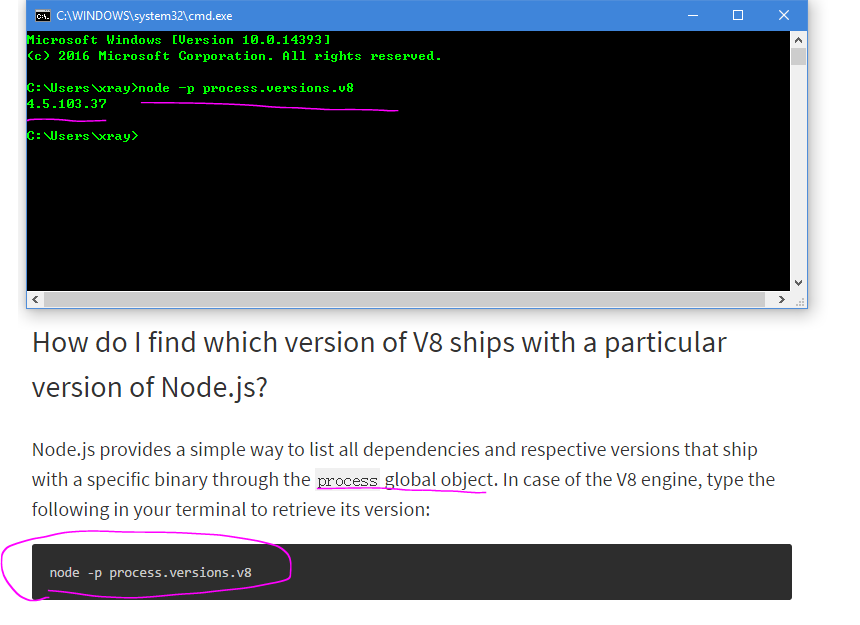 C:\WINDOWS\system32\cmd.exe
Microsoft Windows [Version 10.0.14393]
(c) 2016 Microsoft Corporation. All rights reserved.
C:\Users\xray>node -p process.versions.v8
4.5.103.37
C:\Users\xray>
How do I find which version of V8 ships with a particular
version of Node.js?
Node.js provides a simple way to list all dependencies and respective versions that ship
with a specific binary through the process global object. In case of the V8 engine, type the
following in your terminal to retrieve its version:
node -p process.versions.v8